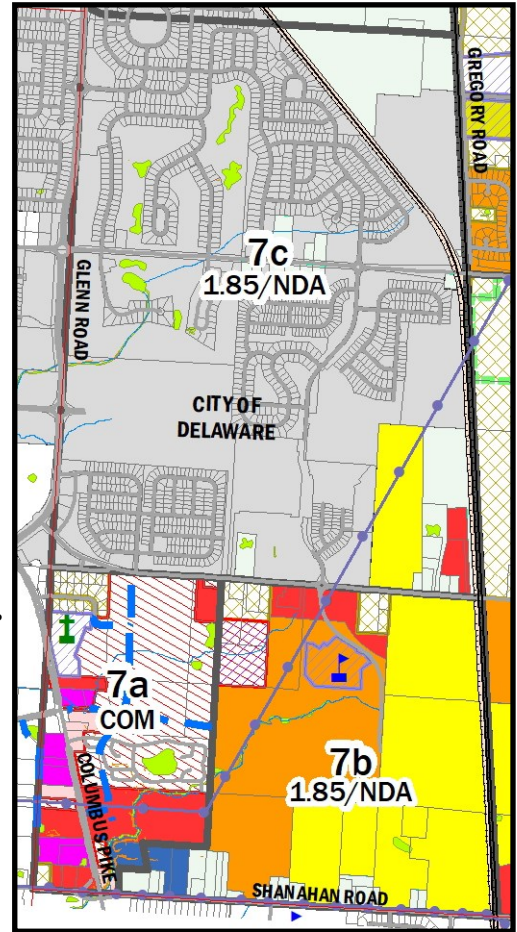 GREGORY ROAD
7c
1.85/NDA
GLENN ROAD
CITY OF
DELAWARE
7a
COM
7b
1.85/NDA
COLUMBUS PIKE
SHANAHAN ROAD